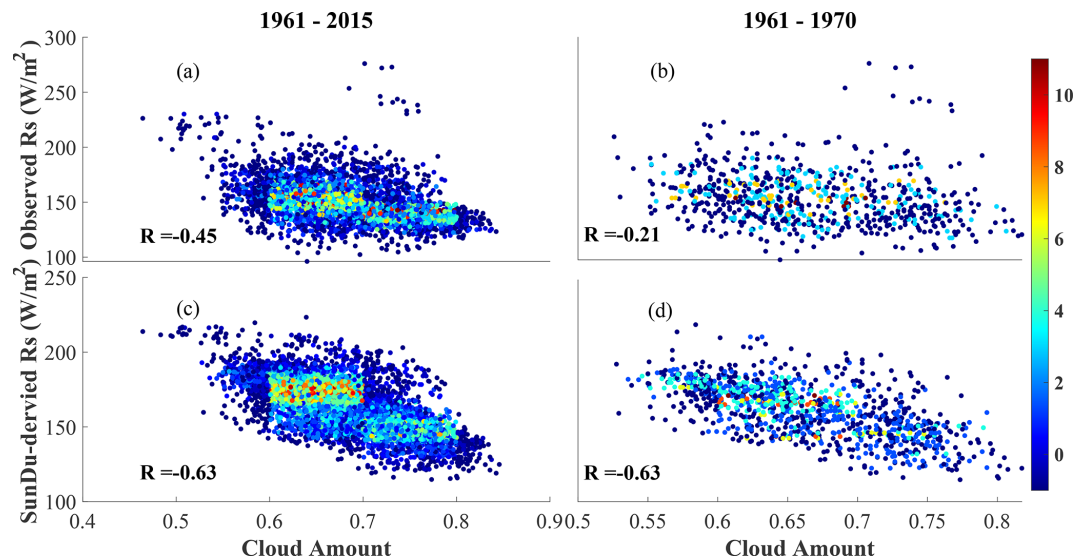 1961 - 2015
1961 - 1970
Observed Rs (W/m²)
300
250
200
150
100
(a)
R =-0.45
(b)
R =-0.21
SunDu-dervied Rs (W/m²)
250
200
150
100
(c)
R =-0.63
(d)
R =-0.63
0.4 0.5 0.6 0.7 0.8 0.9
0.5 0.55 0.6 0.65 0.7 0.75 0.8
Cloud Amount
Cloud Amount
10
8
6
4
2
0